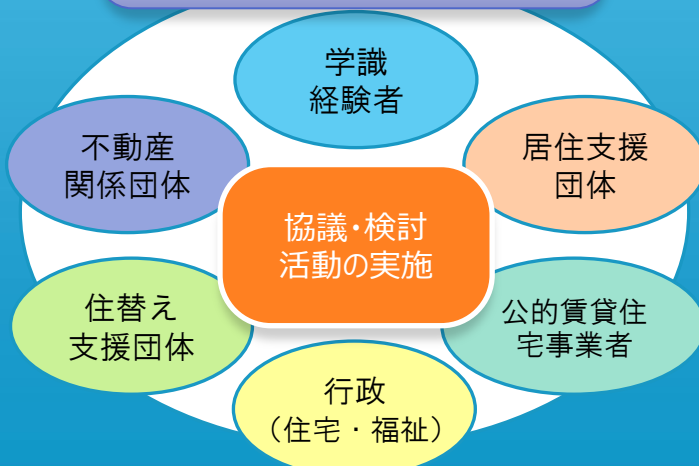 学識
経験者
不動産
関係団体
居住支援
団体
協議・検討
活動の実施
住替え
支援団体
公的賃貸住
宅事業者
行政
（住宅・福祉）